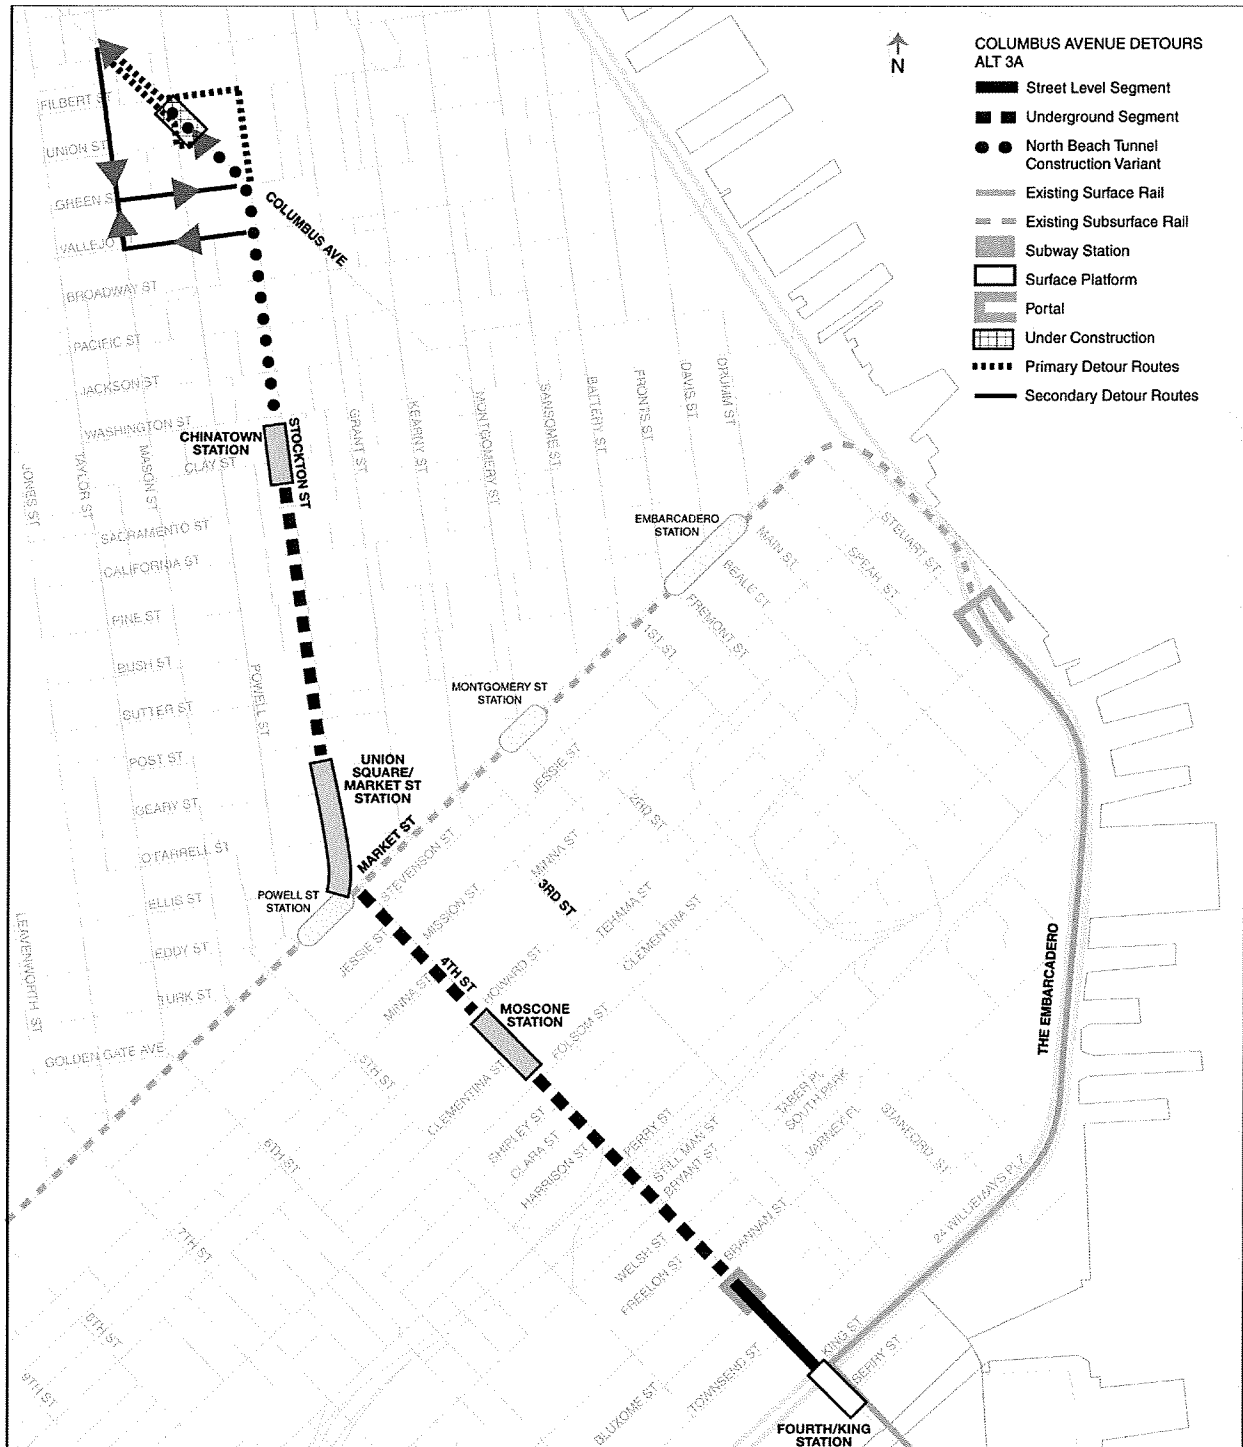 COLUMBUS AVENUE DETOURS
ALT 3A
Street Level Segment
Underground Segment
North Beach Tunnel
Construction Variant
Existing Surface Rail
Existing Subsurface Rail
Subway Station
Surface Platform
Portal
Under Construction
Primary Detour Routes
Secondary Detour Routes
N
FILBERT ST
UNION ST
GREEN ST
VALLEJO
BROADWAY ST
PACIFIC ST
JACKSON ST
WASHINGTON ST
CLAY ST
SACRAMENTO ST
CALIFORNIA ST
PINE ST
BUSH ST
SUTTER ST
POST ST
GEARY ST
O'FARRELL ST
ELLIS ST
EDDY ST
TURK ST
GOLDEN GATE AVE
COLUMBUS AVE
JONES ST
TAYLOR ST
MASON ST
POWELL ST
STOCKTON ST
GRANT ST
KEARNY ST
MONTGOMERY ST
SANSOME ST
BATTERY ST
FRONTS ST
DAVIS ST
DRUMM ST
LEAVENWORTH ST
CHINATOWN
STATION
EMBARCADERO
STATION
MONTGOMERY ST
STATION
UNION
SQUARE/
MARKET ST
STATION
POWELL ST
STATION
MOSCONE
STATION
FOURTH/KING
STATION
MARKET ST
STEVENSON ST
JESSIE ST
MISSION ST
MINNA ST
HOWARD ST
4TH ST
3RD ST
2ND ST
1ST ST
JESSIE ST
MINNA ST
TEHAMA ST
CLEMENTINA ST
FOLSOM ST
CLEMENTINA ST
FREMONT ST
BEALE ST
MAIN ST
SPEAR ST
STEUART ST
5TH ST
6TH ST
7TH ST
8TH ST
9TH ST
SHIPLEY ST
CLARA ST
HARRISON ST
PERRY ST
STILL MAN ST
BRYANT ST
TABER PL
SOUTH PARK
VARNEY PL
STANFORD ST
BRANNAN ST
WELSH ST
FREELON ST
BLUXOME ST
TOWNSEND ST
KING ST
BERRY ST
24 WILLIE MAYS PLZ
THE EMBARCADERO